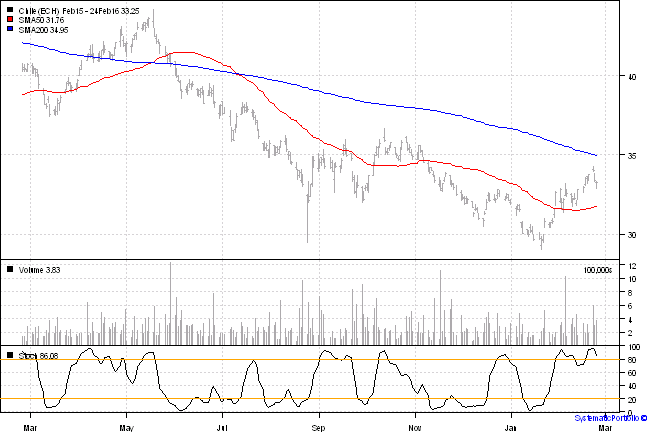 Chile (ECH) Feb15 - 24Feb16 33.25
SMA50 31.76
SMA200 34.95
40
35
30
Volume 3.83
100,000s
12
10
8
6
4
2
Stoch 86.08
100
80
60
40
20
0
SystematicPortfolio ©
Mar May Jul Sep Nov Jan Mar